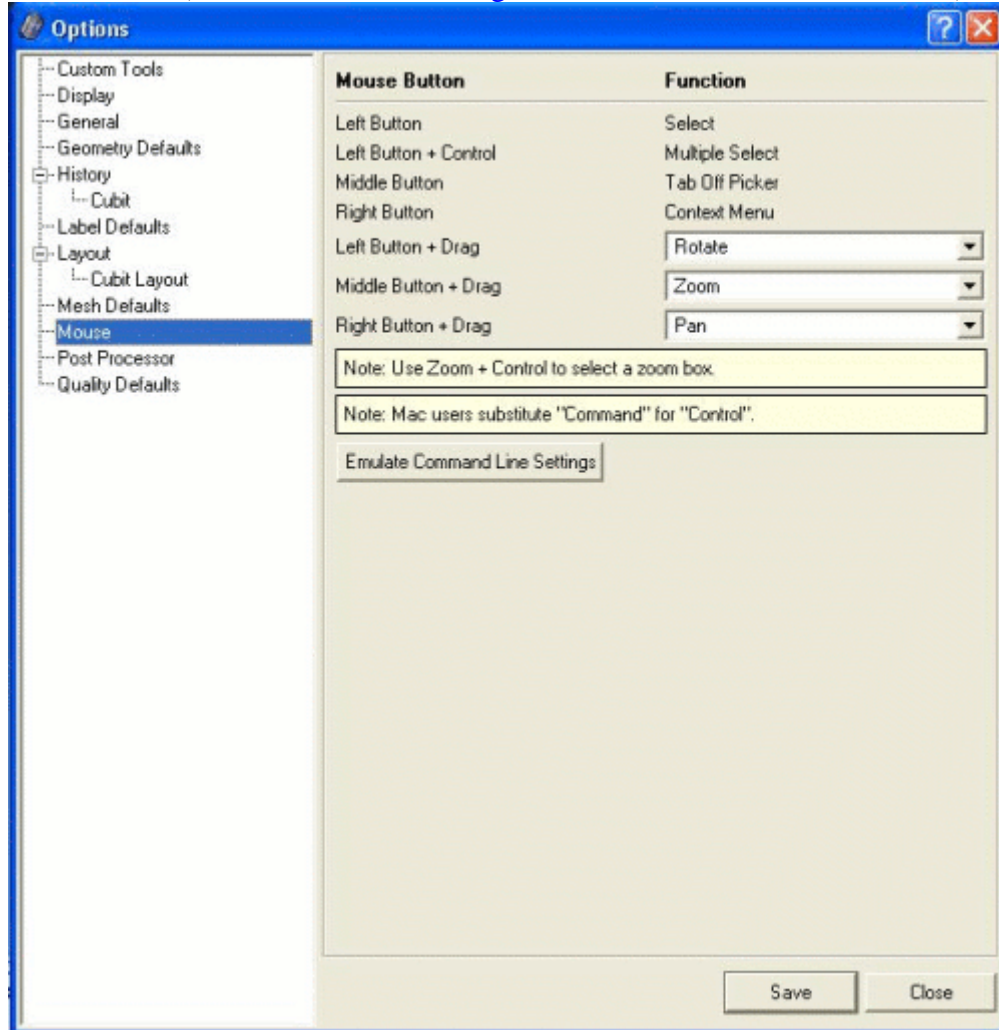 Options
Custom Tools
Display
General
Geometry Defaults
History
Cubit
Label Defaults
Layout
Cubit Layout
Mesh Defaults
Mouse
Post Processor
Quality Defaults
Mouse Button Function
Left Button Select
Left Button + Control Multiple Select
Middle Button Tab Off Picker
Right Button Context Menu
Left Button + Drag Rotate
Middle Button + Drag Zoom
Right Button + Drag Pan
Note: Use Zoom + Control to select a zoom box.
Note: Mac users substitute "Command" for "Control".
Emulate Command Line Settings
Save Close